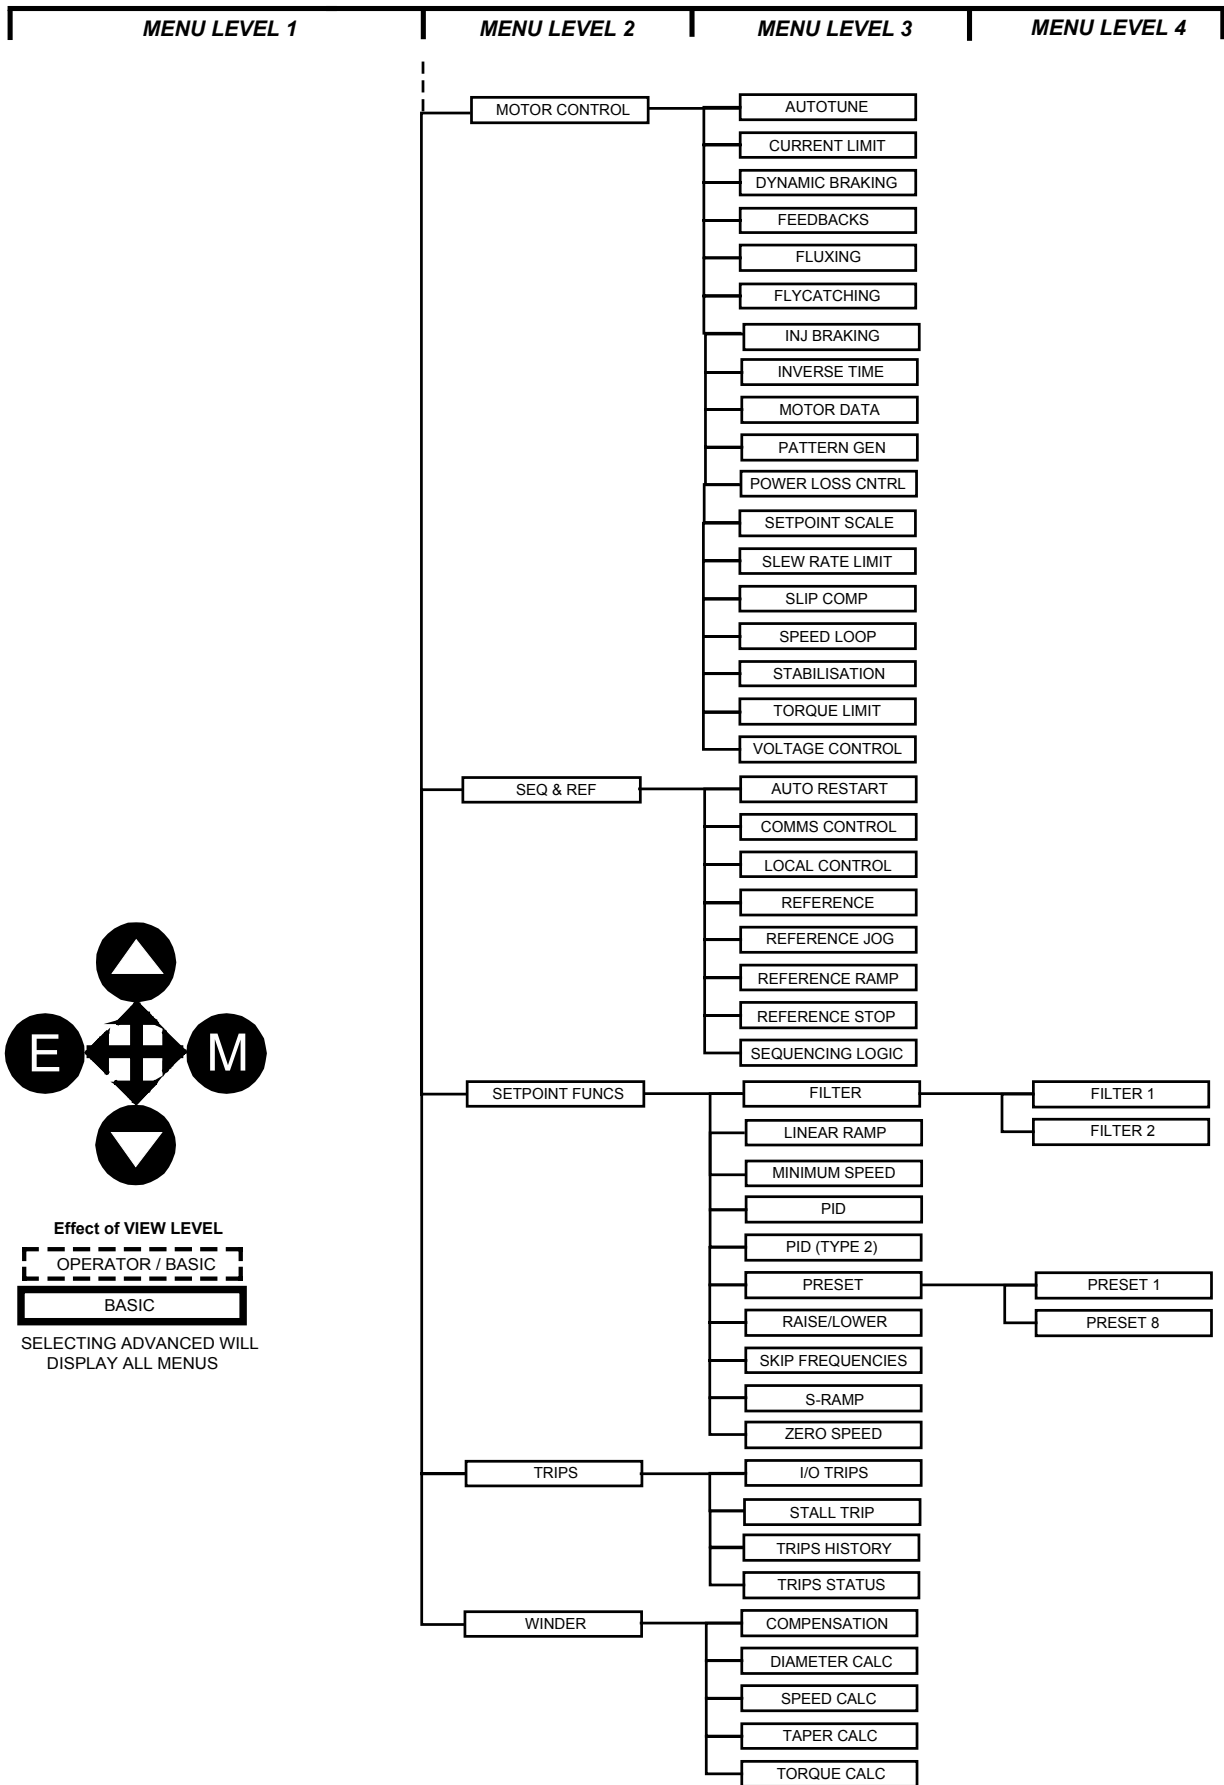 MENU LEVEL 1
MENU LEVEL 2
MENU LEVEL 3
MENU LEVEL 4
MOTOR CONTROL
AUTOTUNE
CURRENT LIMIT
DYNAMIC BRAKING
FEEDBACKS
FLUXING
FLYCATCHING
INJ BRAKING
INVERSE TIME
MOTOR DATA
PATTERN GEN
POWER LOSS CNTRL
SETPOINT SCALE
SLEW RATE LIMIT
SLIP COMP
SPEED LOOP
STABILISATION
TORQUE LIMIT
VOLTAGE CONTROL
SEQ & REF
AUTO RESTART
COMMS CONTROL
LOCAL CONTROL
REFERENCE
REFERENCE JOG
REFERENCE RAMP
REFERENCE STOP
SEQUENCING LOGIC
SETPOINT FUNCS
FILTER
FILTER 1
FILTER 2
LINEAR RAMP
MINIMUM SPEED
PID
PID (TYPE 2)
PRESET
PRESET 1
PRESET 8
RAISE/LOWER
SKIP FREQUENCIES
S-RAMP
ZERO SPEED
TRIPS
I/O TRIPS
STALL TRIP
TRIPS HISTORY
TRIPS STATUS
WINDER
COMPENSATION
DIAMETER CALC
SPEED CALC
TAPER CALC
TORQUE CALC
E
M
Effect of VIEW LEVEL
OPERATOR / BASIC
BASIC
SELECTING ADVANCED WILL
DISPLAY ALL MENUS